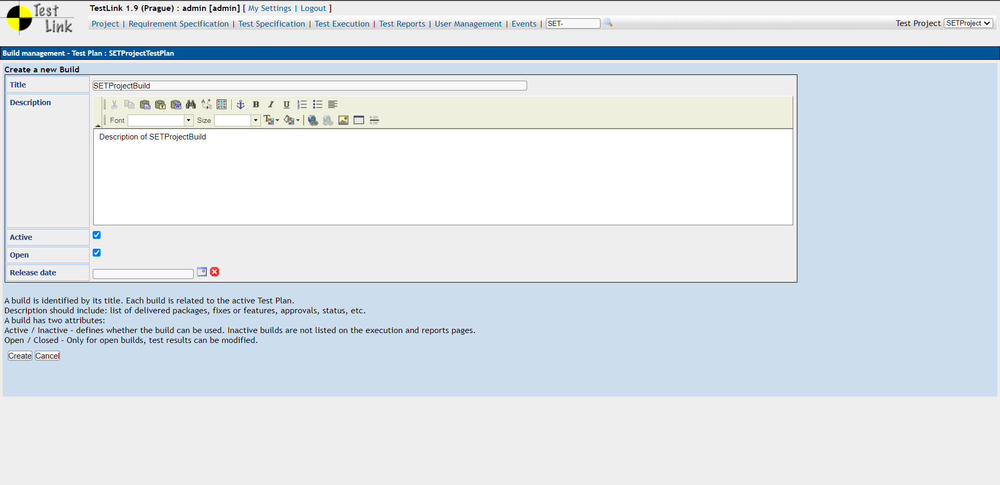 Test
Link
TestLink 1.9 (Prague) : admin [admin] [ My Settings | Logout ]
Project | Requirement Specification | Test Specification | Test Execution | Test Reports | User Management | Events | SET-
Test Project SETProject
Build management - Test Plan : SETProjectTestPlan
Create a new Build
Title SETProjectBuild
Description
B I U
Font Size
Description of SETProjectBuild
Active
Open
Release date
A build is identified by its title. Each build is related to the active Test Plan.
Description should include: list of delivered packages, fixes or features, approvals, status, etc.
A build has two attributes:
Active / Inactive - defines whether the build can be used. Inactive builds are not listed on the execution and reports pages.
Open / Closed - Only for open builds, test results can be modified.
Create Cancel